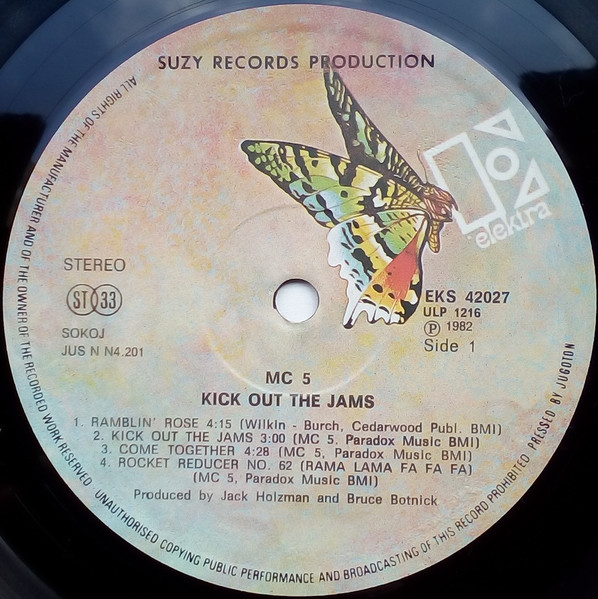 SUZY RECORDS PRODUCTION
elektra
STEREO
ST 33
SOKOJ
JUS N N4.201
EKS 42027
ULP 1216
Ⓟ 1982
Side 1
MC 5
KICK OUT THE JAMS
1. RAMBLIN' ROSE 4:15 (Wilkin - Burch, Cedarwood Publ. BMI)
2. KICK OUT THE JAMS 3:00 (MC 5, Paradox Music BMI)
3. COME TOGETHER 4:28 (MC 5, Paradox Music BMI)
4. ROCKET REDUCER NO. 62 (RAMA LAMA FA FA FA)
(MC 5, Paradox Music BMI)
Produced by Jack Holzman and Bruce Botnick
ALL RIGHTS OF THE MANUFACTURER AND OF THE OWNER OF THE RECORDED WORK RESERVED
UNAUTHORISED COPYING PUBLIC PERFORMANCE AND BROADCASTING OF THIS RECORD PROHIBITED PRESSED BY JUGOTON